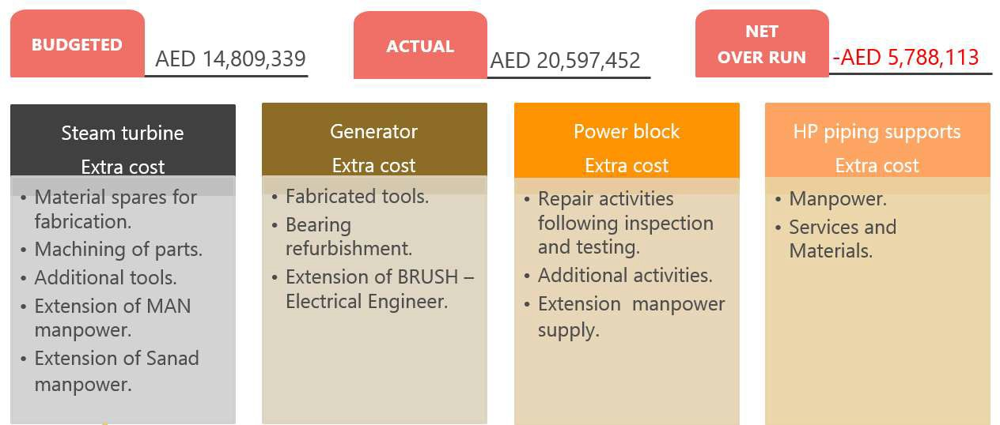 BUDGETED
AED 14,809,339
ACTUAL
AED 20,597,452
NET
OVER RUN
-AED 5,788,113
Steam turbine
Extra cost
• Material spares for
fabrication.
• Machining of parts.
• Additional tools.
• Extension of MAN
manpower.
• Extension of Sanad
manpower.
Generator
Extra cost
• Fabricated tools.
• Bearing
refurbishment.
• Extension of BRUSH –
Electrical Engineer.
Power block
Extra cost
• Repair activities
following inspection
and testing.
• Additional activities.
• Extension manpower
supply.
HP piping supports
Extra cost
• Manpower.
• Services and
Materials.